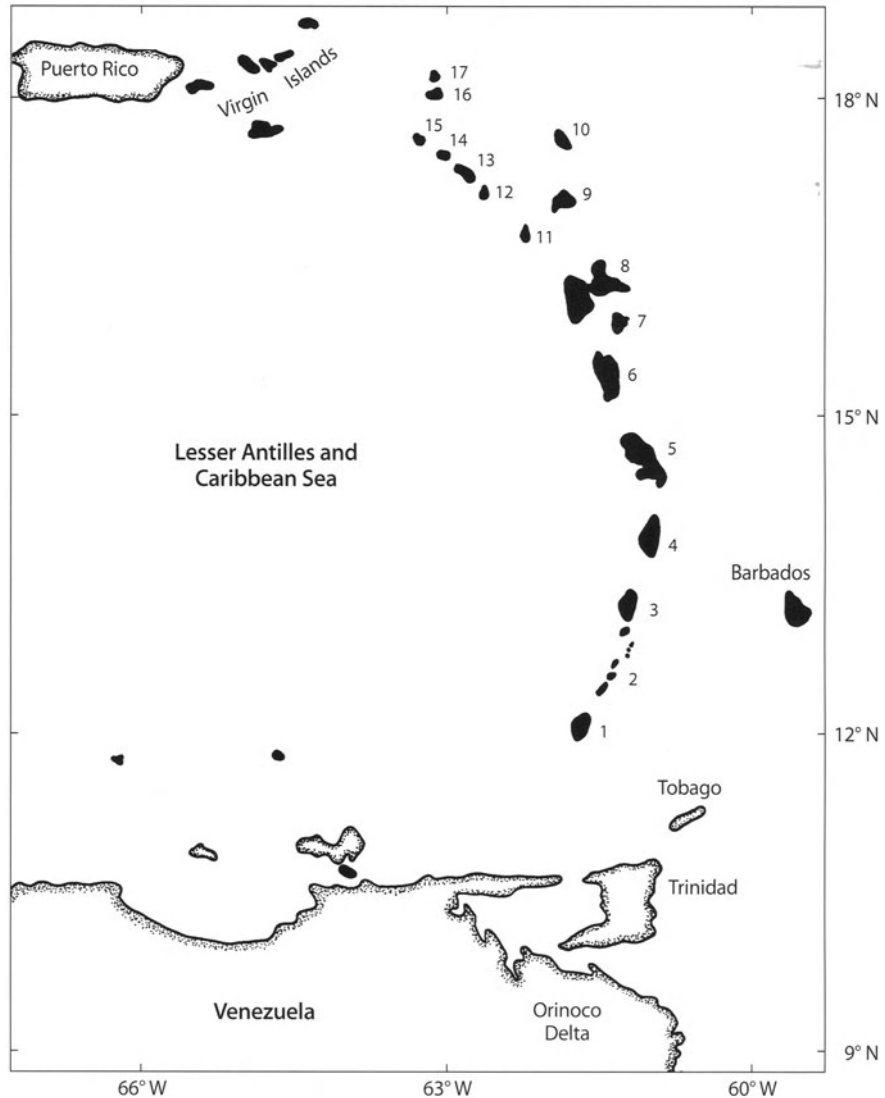 Puerto Rico
Virgin Islands
17
16
15
14
13
12
11
10
9
8
7
6
5
4
3
2
1
18° N
15° N
12° N
9° N
Lesser Antilles and
Caribbean Sea
Barbados
Tobago
Trinidad
Venezuela
Orinoco
Delta
66° W
63° W
60° W